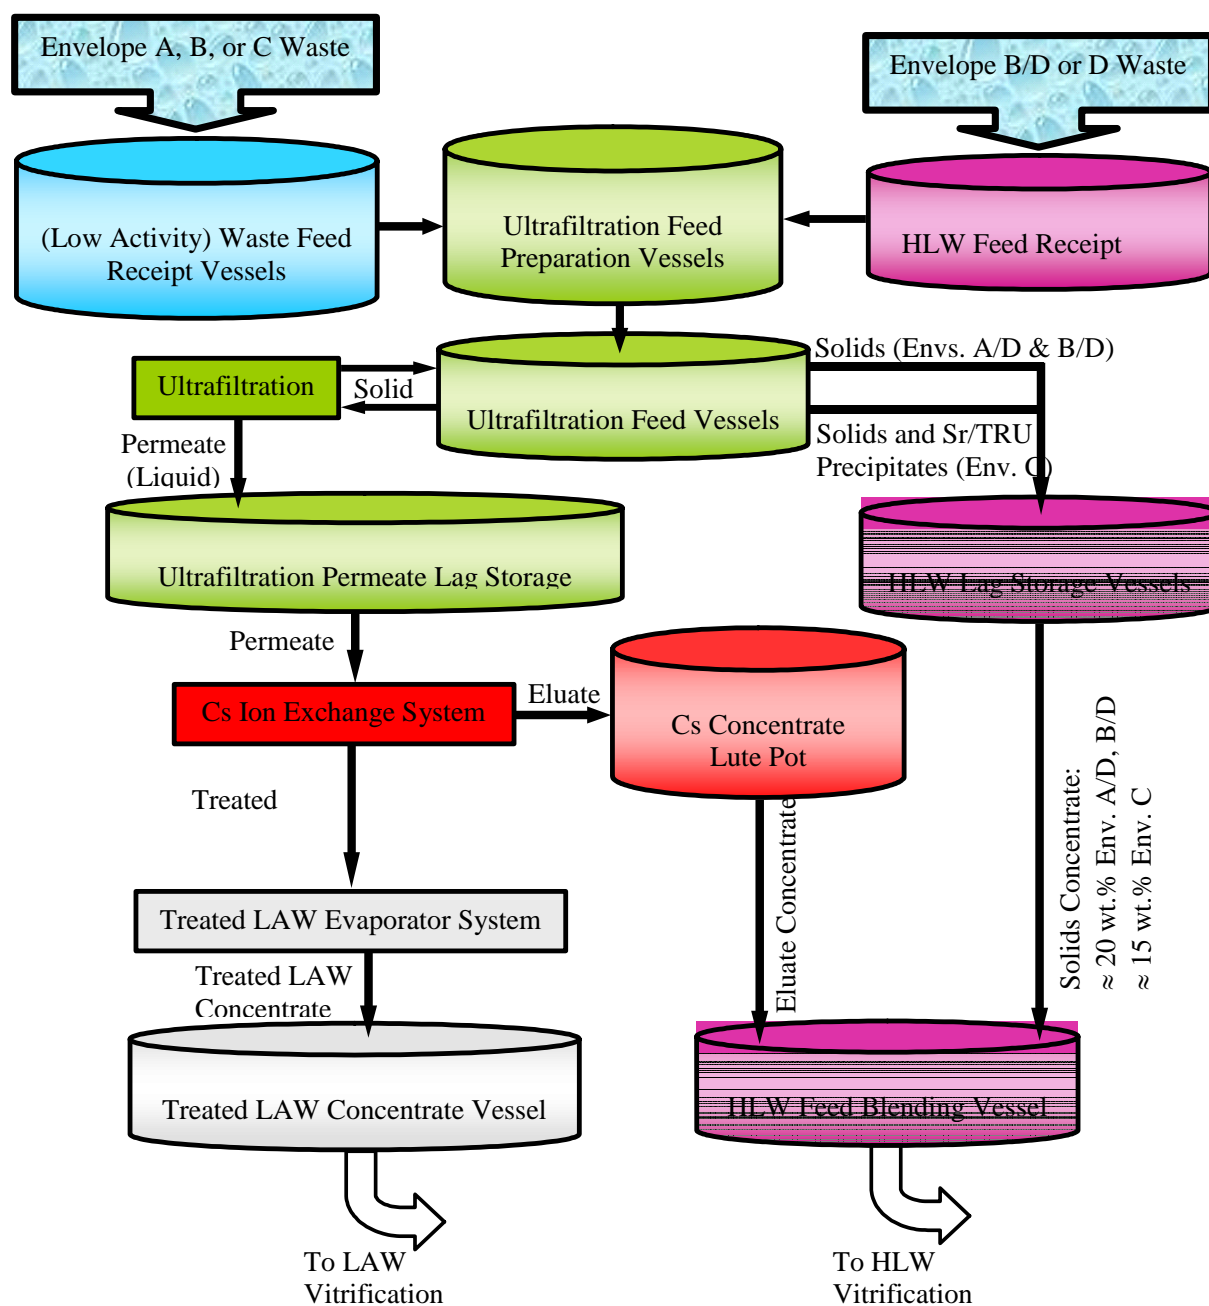 Envelope A, B, or C Waste
Envelope B/D or D Waste
(Low Activity) Waste Feed
Receipt Vessels
Ultrafiltration Feed
Preparation Vessels
HLW Feed Receipt
Solids (Envs. A/D & B/D)
Ultrafiltration
Solid
Ultrafiltration Feed Vessels
Solids and Sr/TRU
Precipitates (Env. C)
Permeate
(Liquid)
Ultrafiltration Permeate Lag Storage
HLW Lag Storage Vessels
Permeate
Cs Ion Exchange System
Eluate
Cs Concentrate
Lute Pot
Treated
Eluate Concentrate
Solids Concentrate:
≈ 20 wt.% Env. A/D, B/D
≈ 15 wt.% Env. C
Treated LAW Evaporator System
Treated LAW
Concentrate
Treated LAW Concentrate Vessel
HLW Feed Blending Vessel
To LAW
Vitrification
To HLW
Vitrification